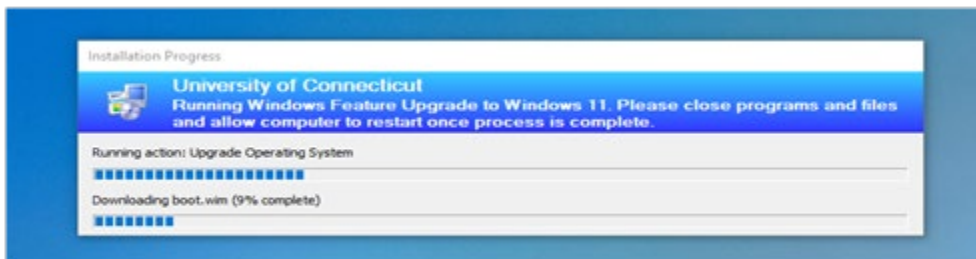 Installation Progress
University of Connecticut
Running Windows Feature Upgrade to Windows 11. Please close programs and files
and allow computer to restart once process is complete.
Running action: Upgrade Operating System
Downloading boot.wim (9% complete)